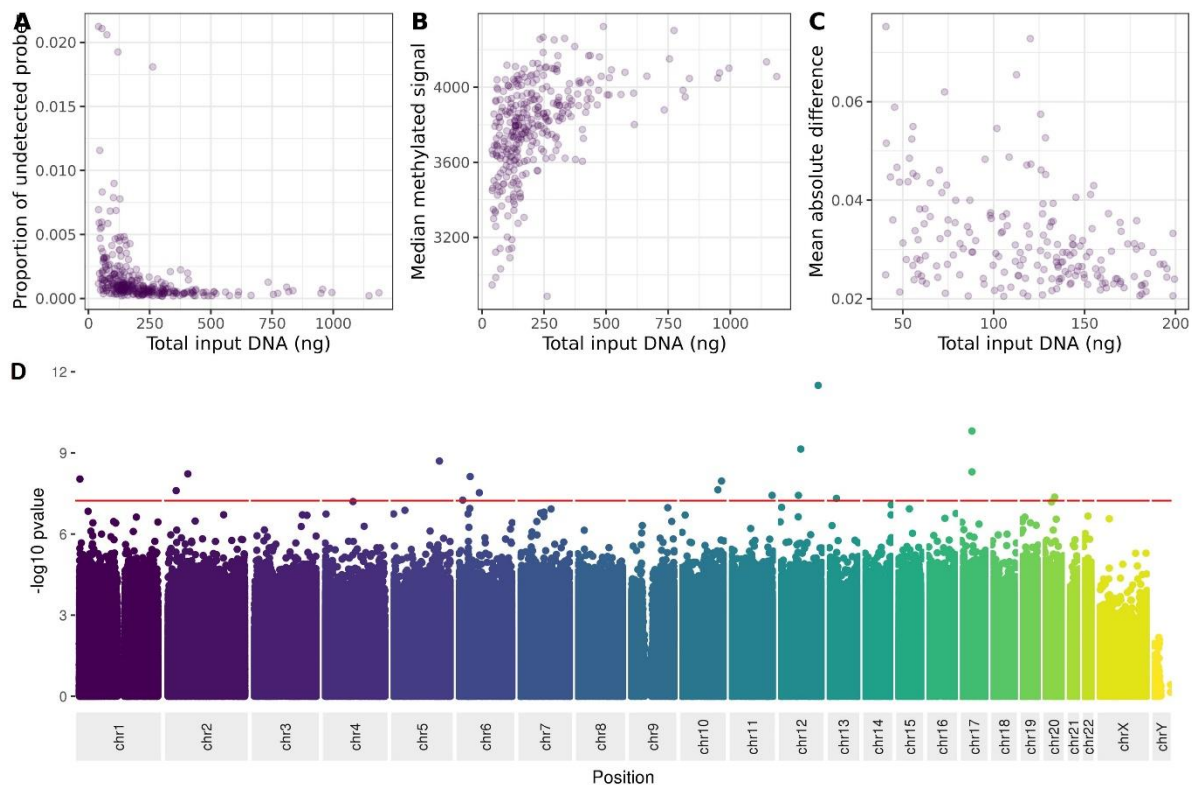 A
Proportion of undetected probe
0.020
0.015
0.010
0.005
0.000
0 250 500 750 1000
Total input DNA (ng)
B
Median methylated signal
4000
3600
3200
0 250 500 750 1000
Total input DNA (ng)
C
Mean absolute difference
0.06
0.04
0.02
50 100 150 200
Total input DNA (ng)
D
-log10 pvalue
12
9
6
3
0
chr1 chr2 chr3 chr4 chr5 chr6 chr7 chr8 chr9 chr10 chr11 chr12 chr13 chr14 chr15 chr16 chr17 chr18 chr19 chr20 chr21 chr22 chrX chrY
Position